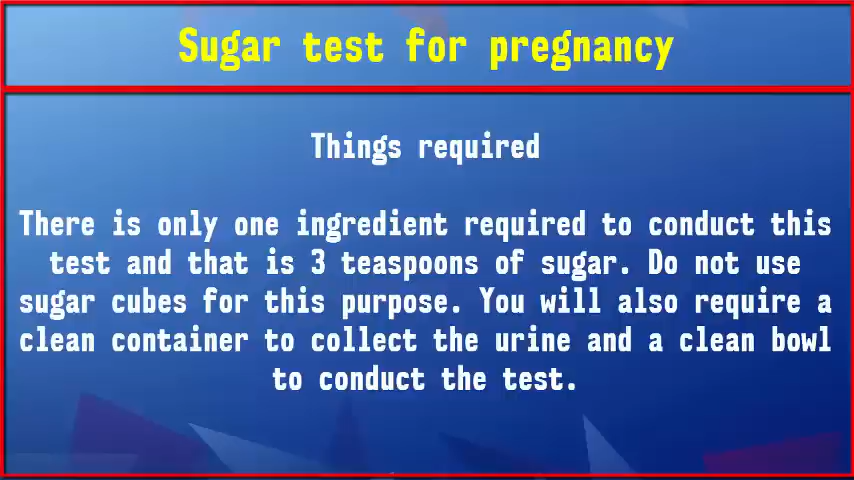 Sugar test for pregnancy
Things required
There is only one ingredient required to conduct this
test and that is 3 teaspoons of sugar. Do not use
sugar cubes for this purpose. You will also require a
clean container to collect the urine and a clean bowl
to conduct the test.